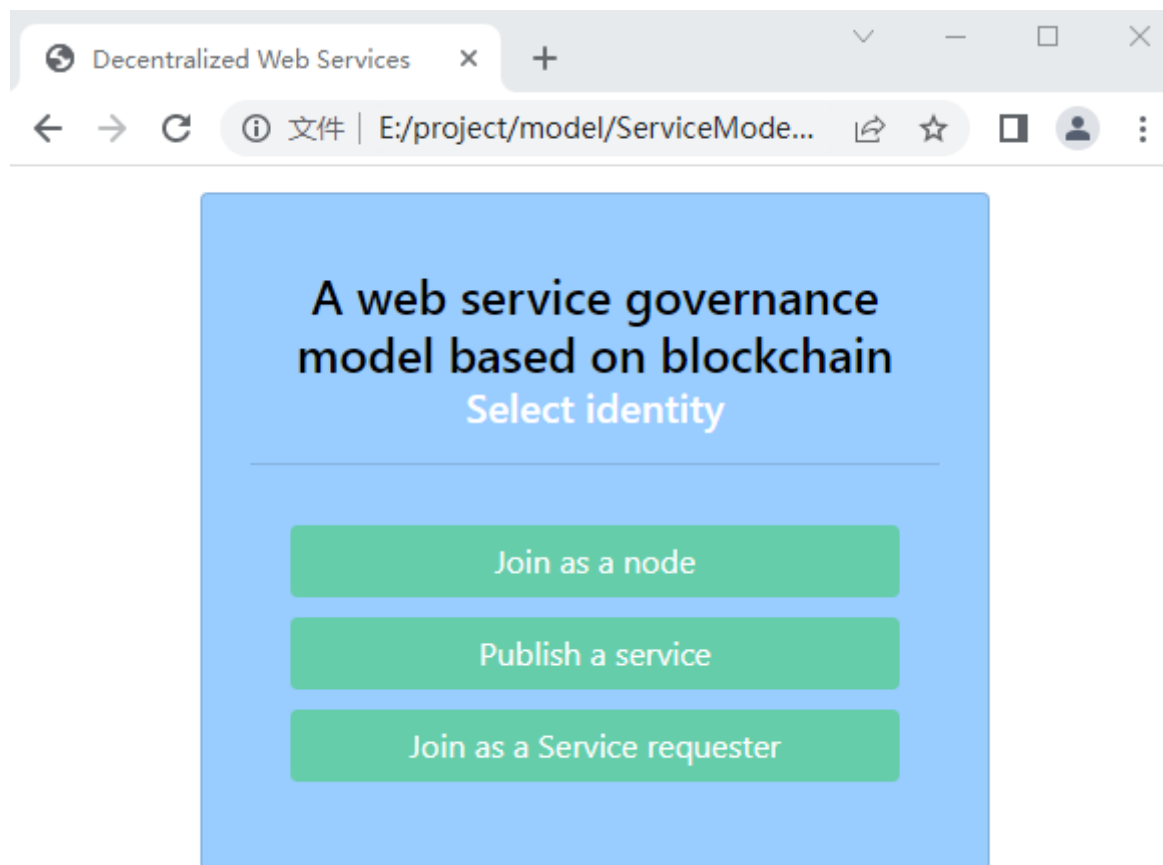 Decentralized Web Services
文件 E:/project/model/ServiceMode...
A web service governance
model based on blockchain
Select identity
Join as a node
Publish a service
Join as a Service requester